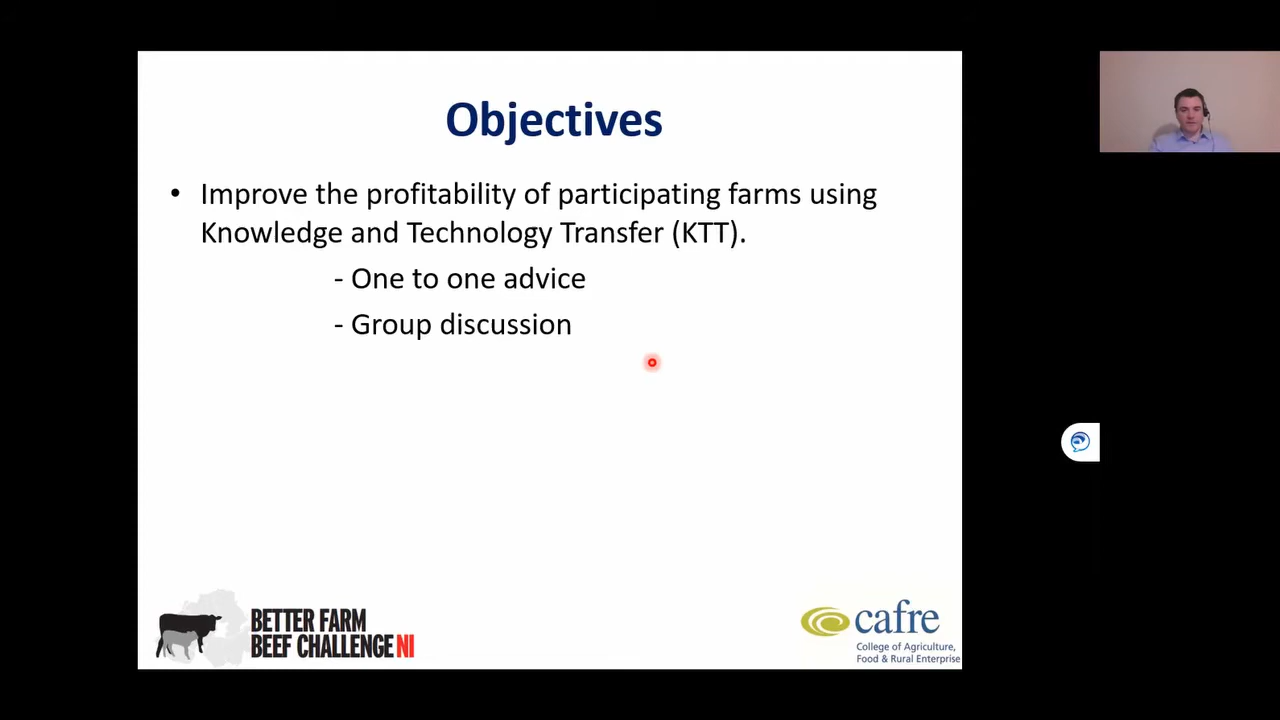 Objectives
• Improve the profitability of participating farms using
Knowledge and Technology Transfer (KTT).
- One to one advice
- Group discussion
BETTER FARM
BEEF CHALLENGE NI
cafre
College of Agriculture,
Food & Rural Enterprise